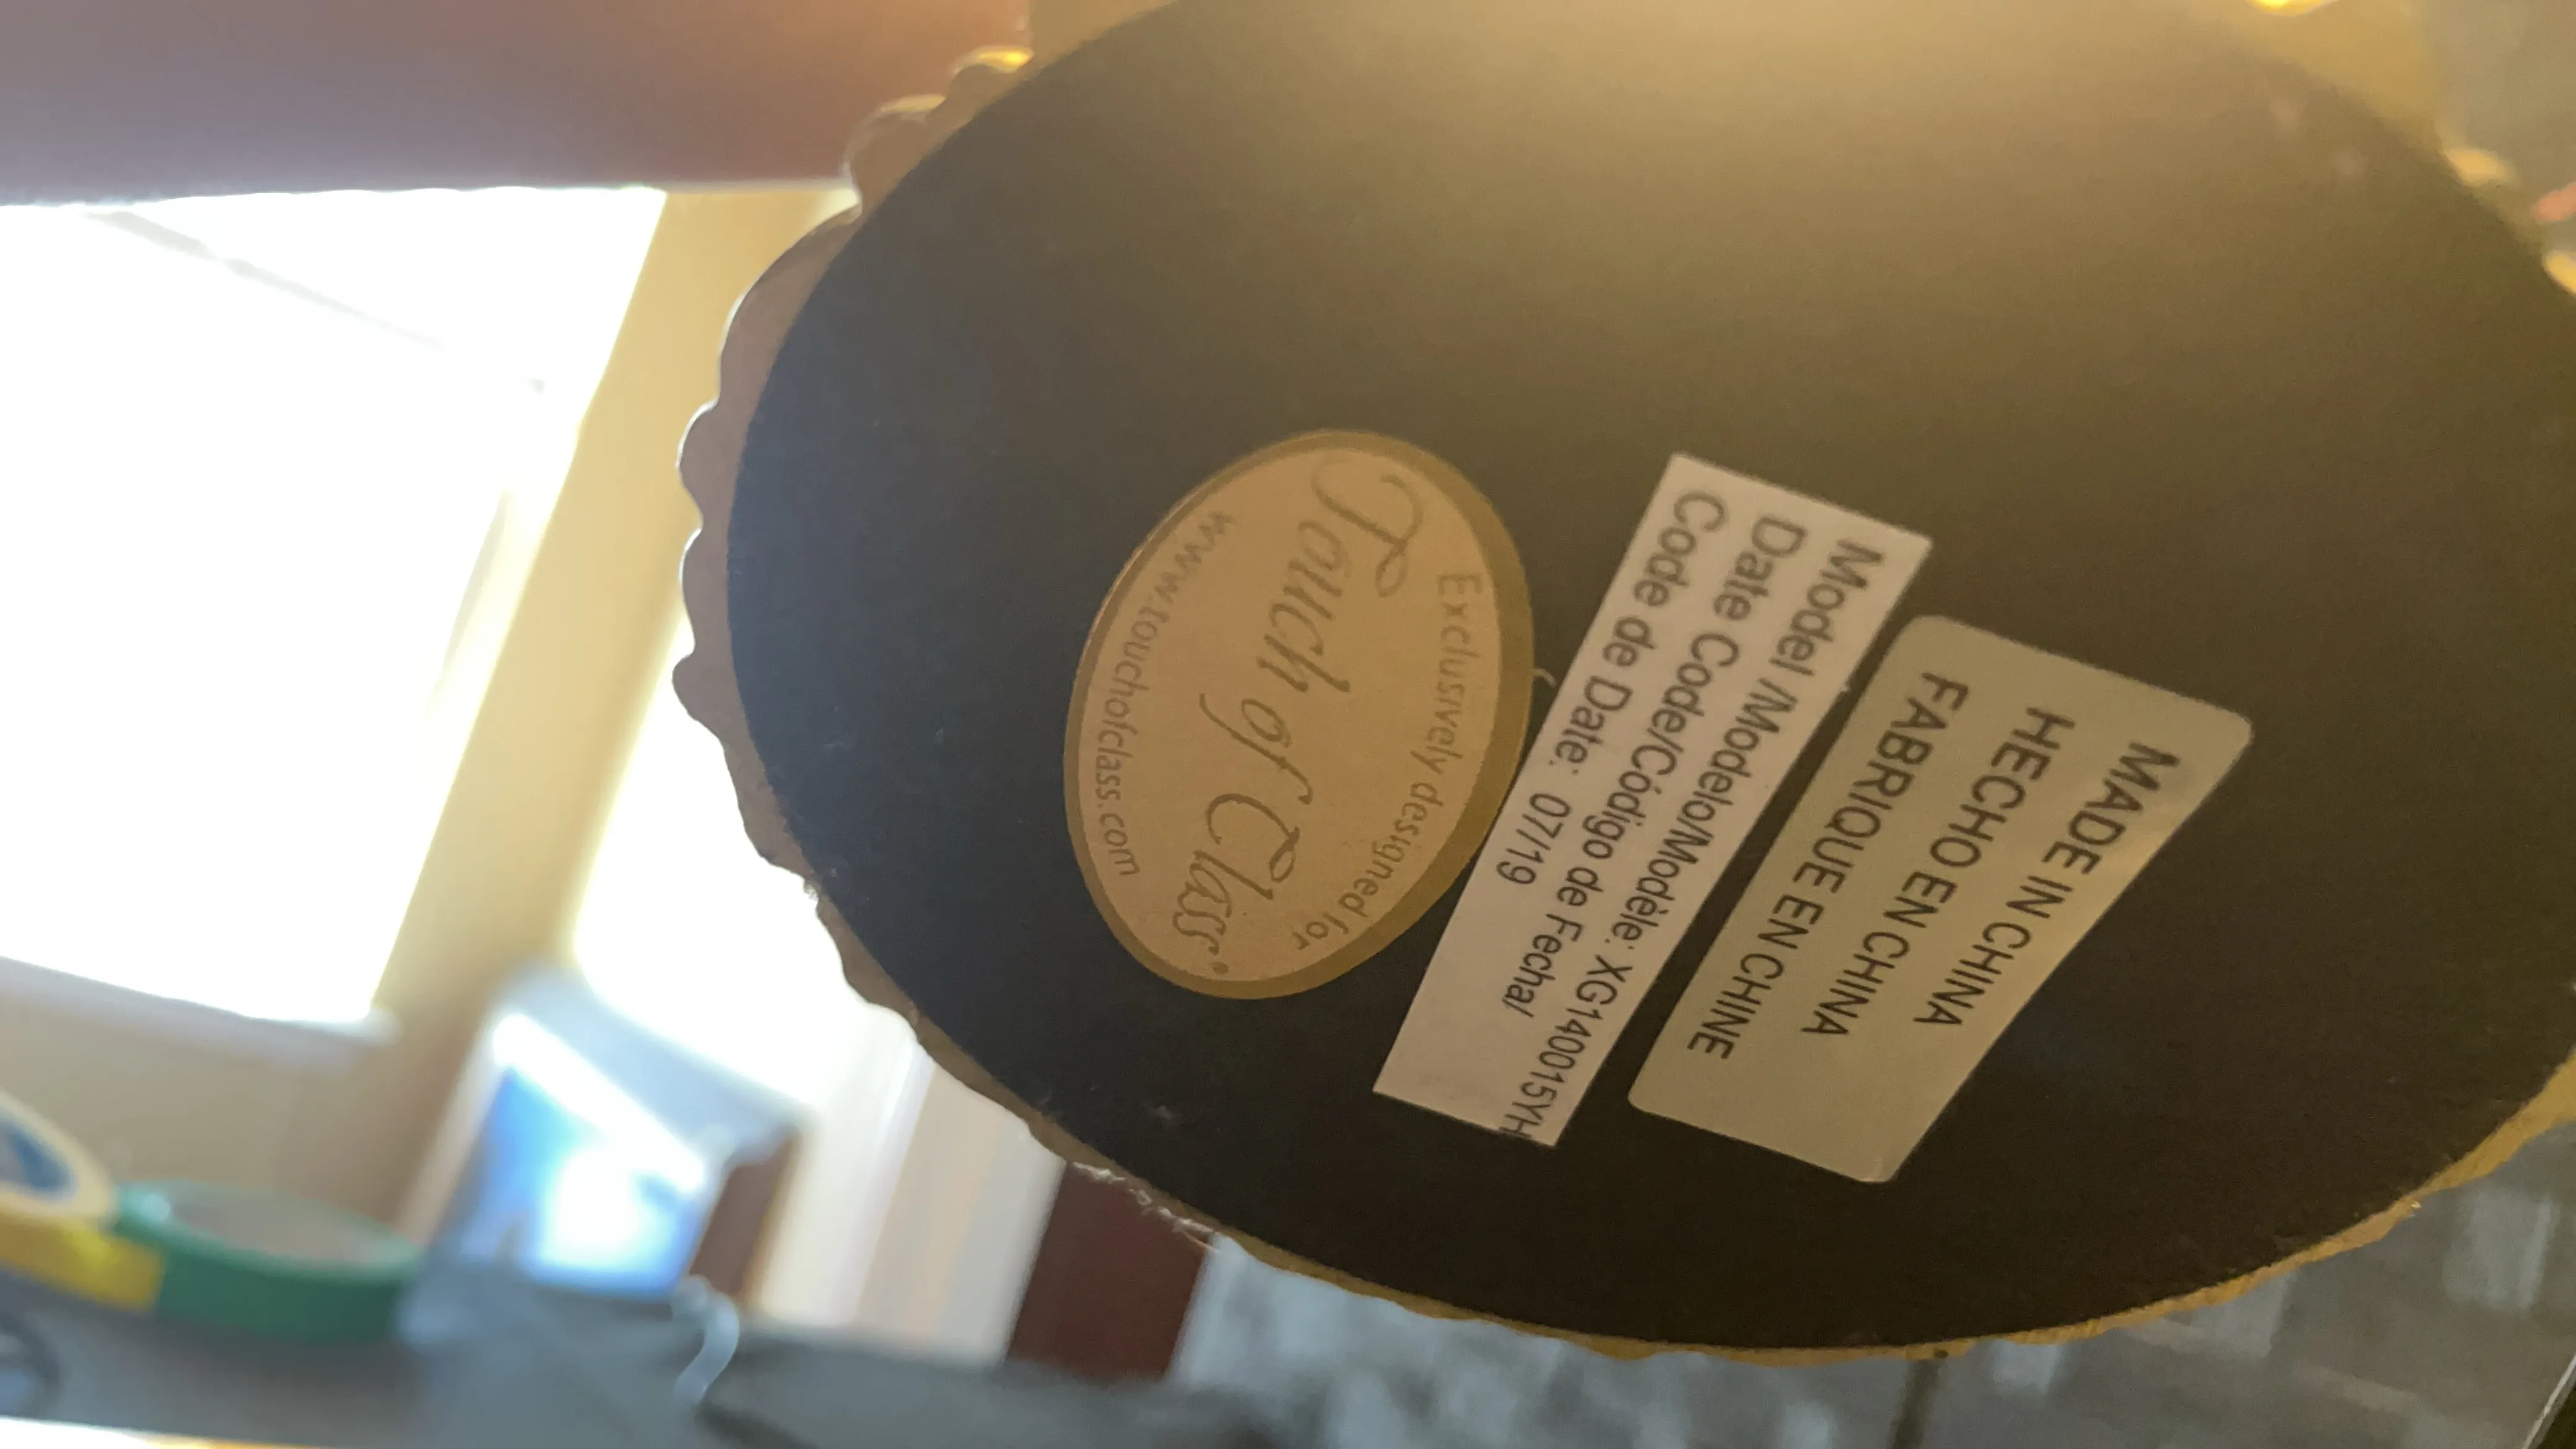 Exclusively designed for
Touch of Class®
www.touchofclass.com
Model /Modelo/Modèle: XG140015YH
Date Code/Código de Fecha/
Code de Date: 07/19
MADE IN CHINA
HECHO EN CHINA
FABRIQUE EN CHINE